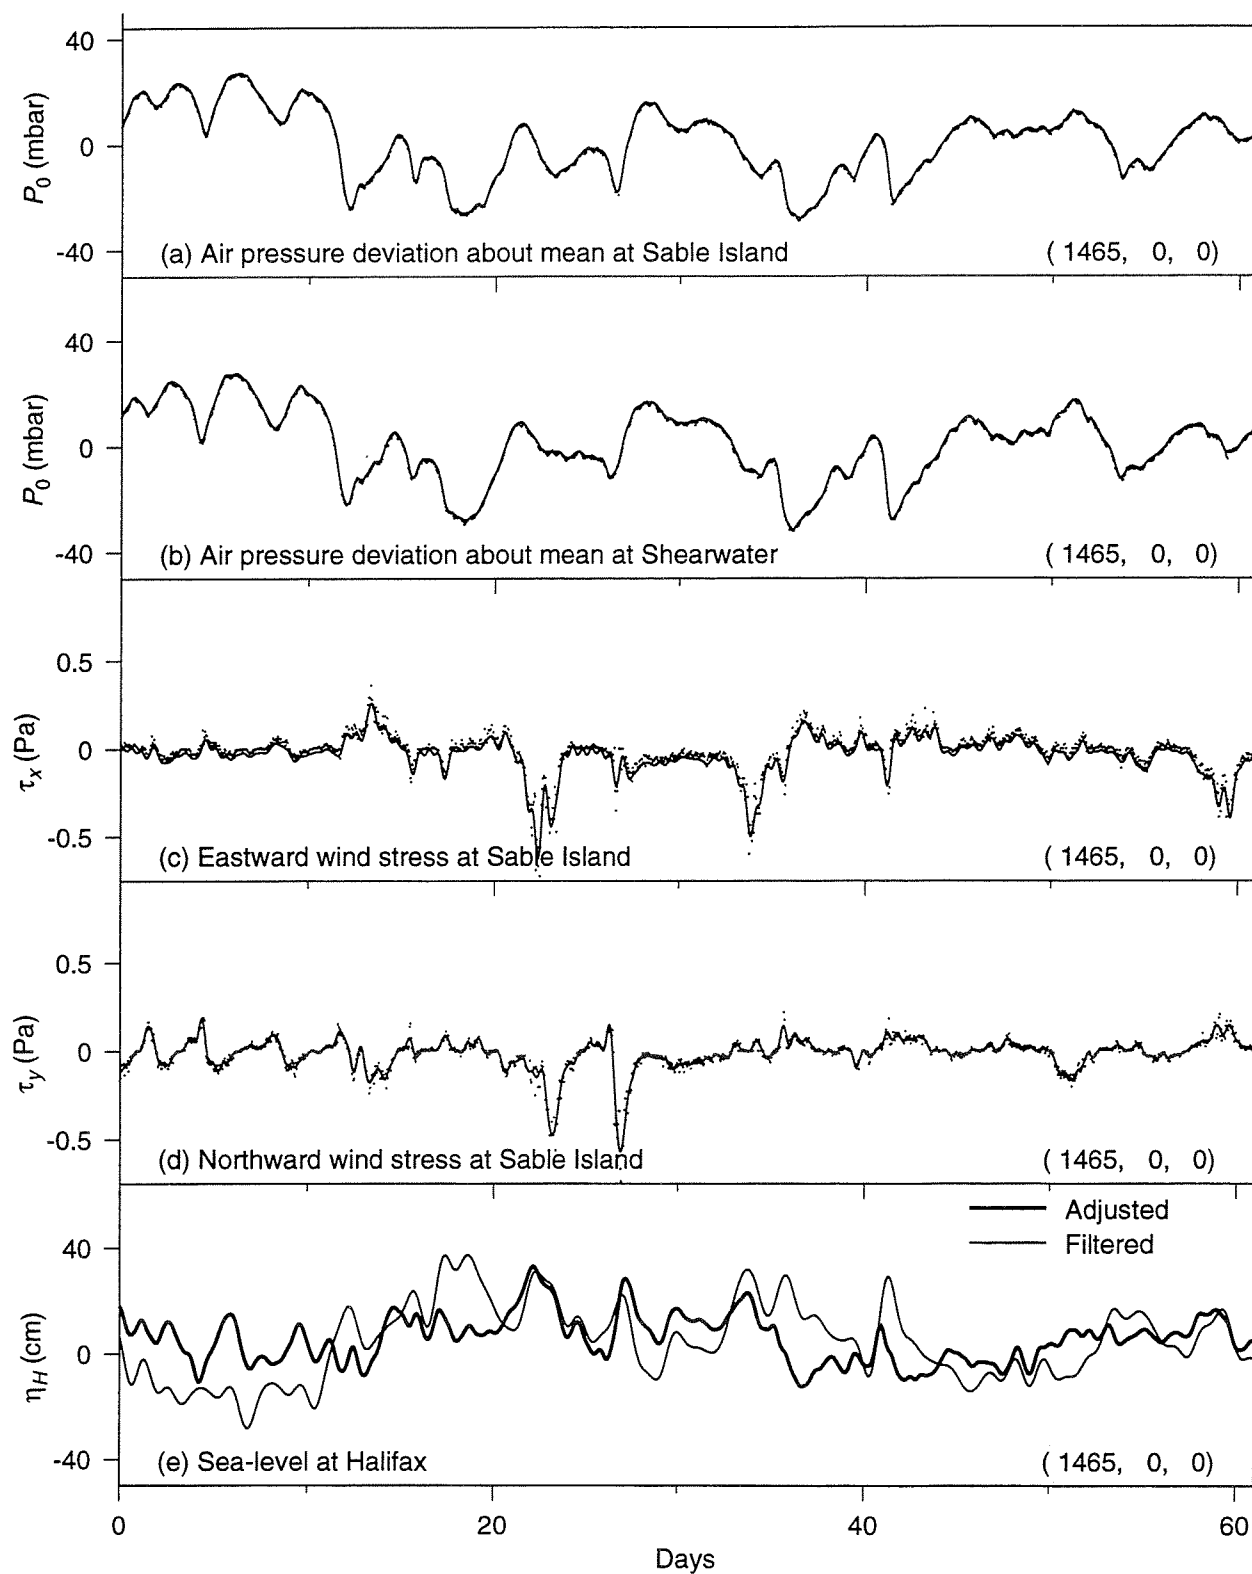 40
0
-40
P0 (mbar)
(a) Air pressure deviation about mean at Sable Island
( 1465, 0, 0)
40
0
-40
P0 (mbar)
(b) Air pressure deviation about mean at Shearwater
( 1465, 0, 0)
0.5
0
-0.5
τx (Pa)
(c) Eastward wind stress at Sable Island
( 1465, 0, 0)
0.5
0
-0.5
τy (Pa)
(d) Northward wind stress at Sable Island
( 1465, 0, 0)
Adjusted
Filtered
40
0
-40
ηH (cm)
(e) Sea-level at Halifax
( 1465, 0, 0)
0 20 40 60
Days